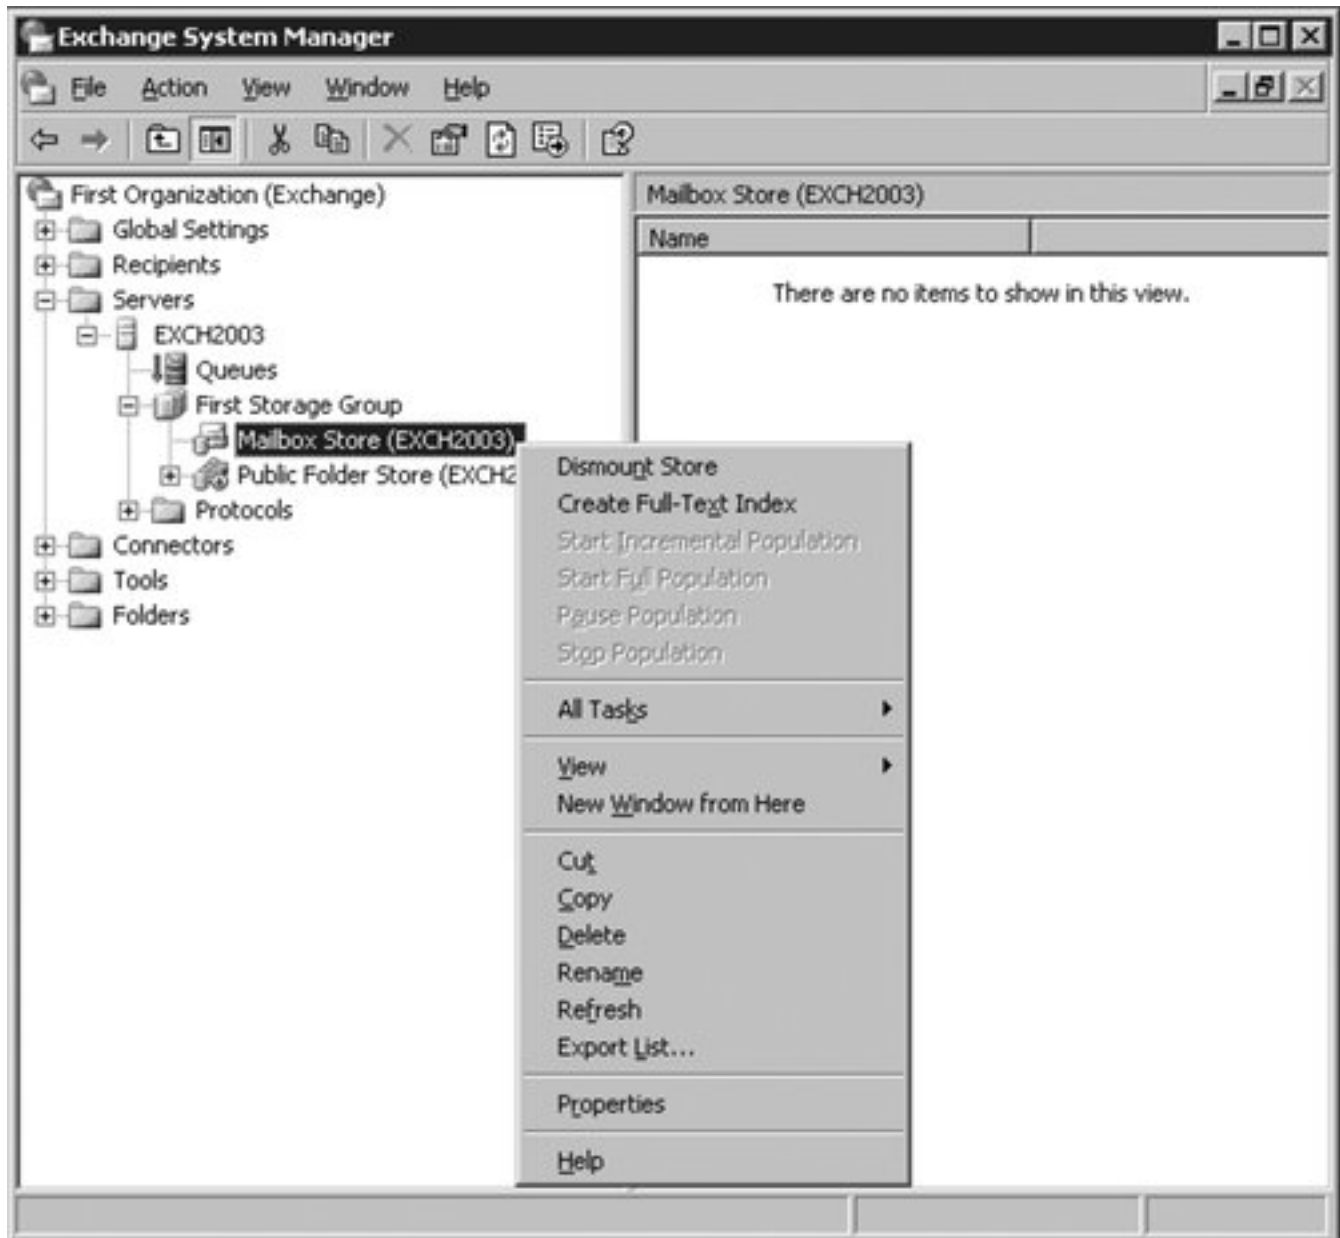 Exchange System Manager
File Action View Window Help
First Organization (Exchange)
Global Settings
Recipients
Servers
EXCH2003
Queues
First Storage Group
Mailbox Store (EXCH2003)
Public Folder Store (EXCH2
Protocols
Connectors
Tools
Folders
Mailbox Store (EXCH2003)
Name
There are no items to show in this view.
Dismount Store
Create Full-Text Index
Start Incremental Population
Start Full Population
Pause Population
Stop Population
All Tasks
View
New Window from Here
Cut
Copy
Delete
Rename
Refresh
Export List...
Properties
Help